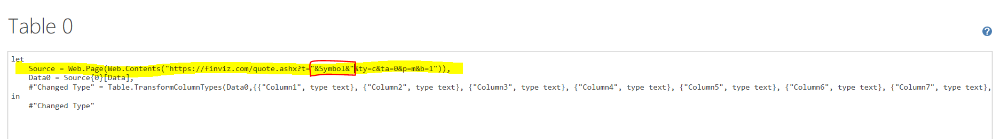 Table 0
?
let
Source = Web.Page(Web.Contents("https://finviz.com/quote.ashx?t="&Symbol&"&ty=c&ta=0&p=m&b=1")),
Data0 = Source{0}[Data],
#"Changed Type" = Table.TransformColumnTypes(Data0,{{"Column1", type text}, {"Column2", type text}, {"Column3", type text}, {"Column4", type text}, {"Column5", type text}, {"Column6", type text}, {"Column7", type text},
in
#"Changed Type"